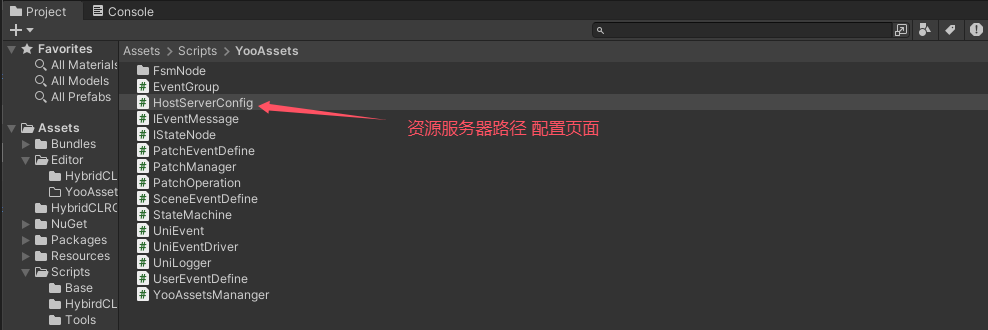 Project
Console
Favorites
All Materials
All Models
All Prefabs
Assets
Bundles
Editor
HybridCL
YooAsset
HybridCLRG
NuGet
Packages
Resources
Scripts
Base
HybirdCL
Tools
Assets > Scripts > YooAssets
FsmNode
EventGroup
HostServerConfig
IEventMessage
IStateNode
PatchEventDefine
PatchManager
PatchOperation
SceneEventDefine
StateMachine
UniEvent
UniEventDriver
UniLogger
UserEventDefine
YooAssetsMananger
资源服务器路径 配置页面